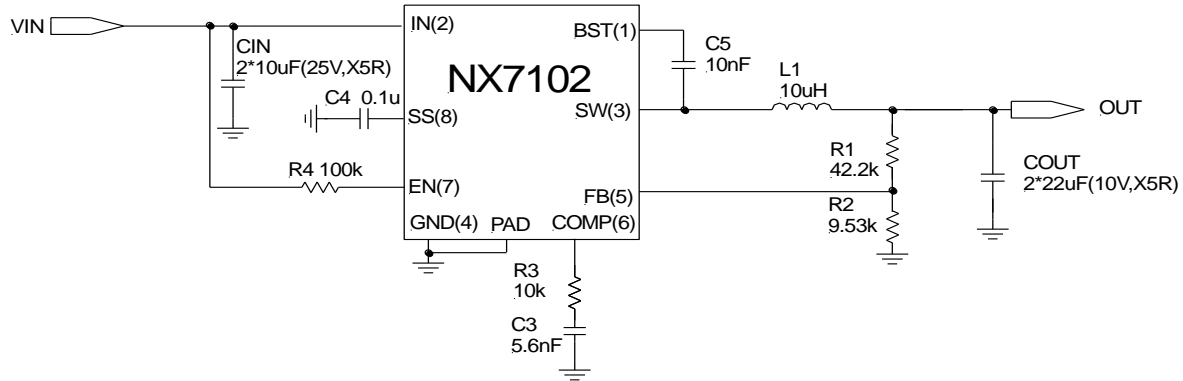 VIN
CIN
2*10uF(25V,X5R)
C4 0.1u
R4 100k
IN(2)
BST(1)
NX7102
SS(8)
SW(3)
EN(7)
FB(5)
GND(4)
PAD
COMP(6)
C5
10nF
L1
10uH
R1
42.2k
R2
9.53k
OUT
COUT
2*22uF(10V,X5R)
R3
10k
C3
5.6nF